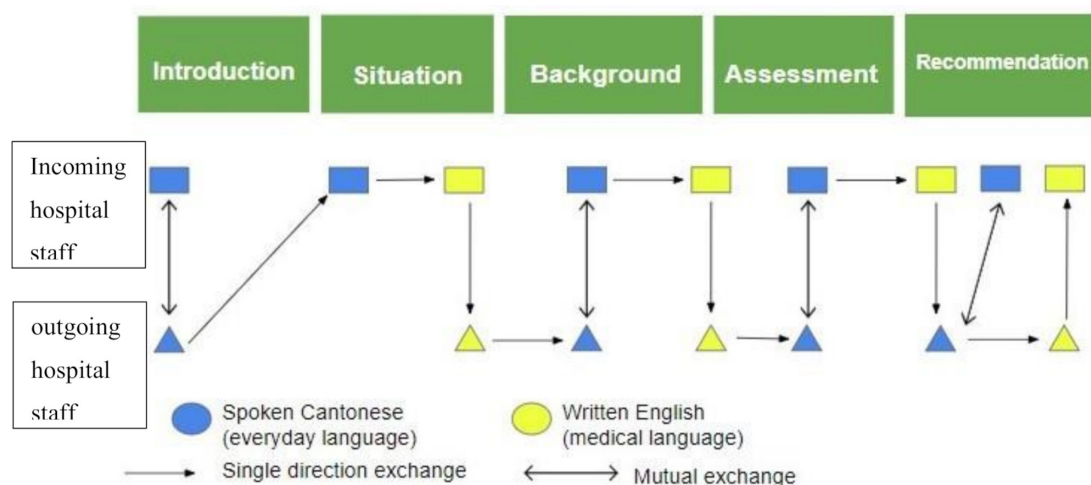 Introduction
Situation
Background
Assessment
Recommendation
Incoming
hospital
staff
outgoing
hospital
staff
Spoken Cantonese
(everyday language)
Written English
(medical language)
Single direction exchange
Mutual exchange